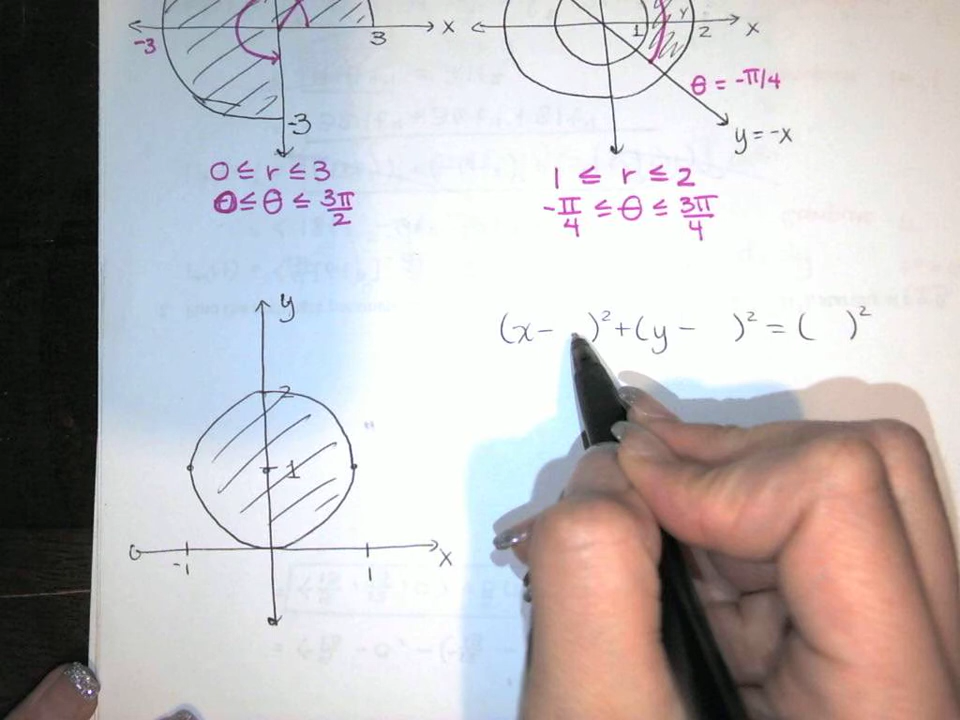 -3 3 x
-3
0 ≤ r ≤ 3
0 ≤ θ ≤ 3π/2
1 2 x
θ = -π/4
y = -x
1 ≤ r ≤ 2
-π/4 ≤ θ ≤ 3π/4
y
2
1
-1 1 x
(x- )² + (y - )² = ( )²